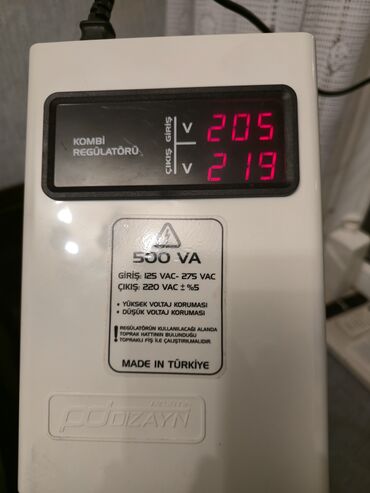 KOMBİ
REGÜLATÖRÜ
GİRİŞ V 205
ÇIKIŞ V 219
500 VA
GİRİŞ: 125 VAC- 275 VAC
ÇIKIŞ: 220 VAC ± %5
• YÜKSEK VOLTAJ KORUMASI
• DÜŞÜK VOLTAJ KORUMASI
! REGÜLATÖRÜN KULLANILACAĞI ALANDA
TOPRAK HATTININ BULUNDUĞU
TOPRAKLI FİŞ İLE ÇALIŞTIRILMALIDIR.
MADE IN TÜRKİYE
DİZAYN